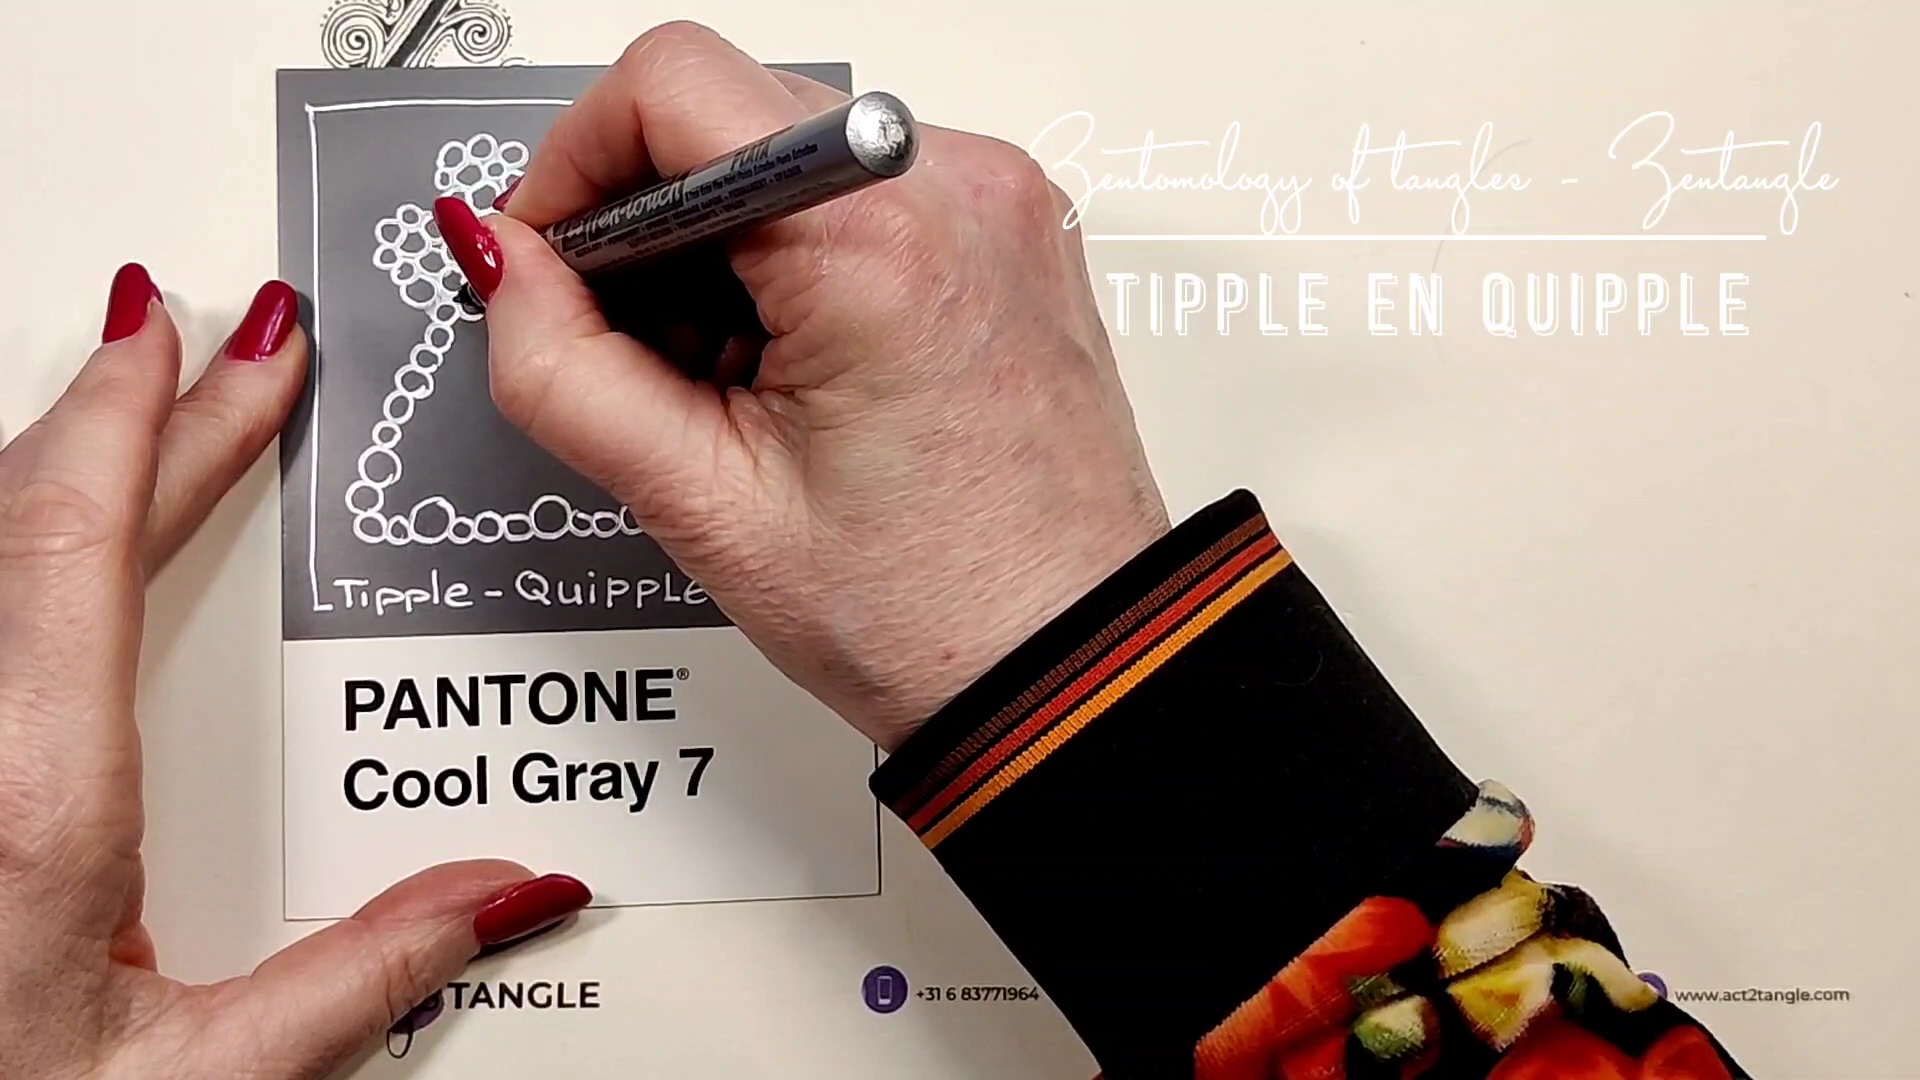 Zentomology of tangles - Zentangle
TIPPLE EN QUIPPLE
PLATA
Tipple - QuippLe
PANTONE®
Cool Gray 7
TANGLE
+31 6 83771964
www.act2tangle.com